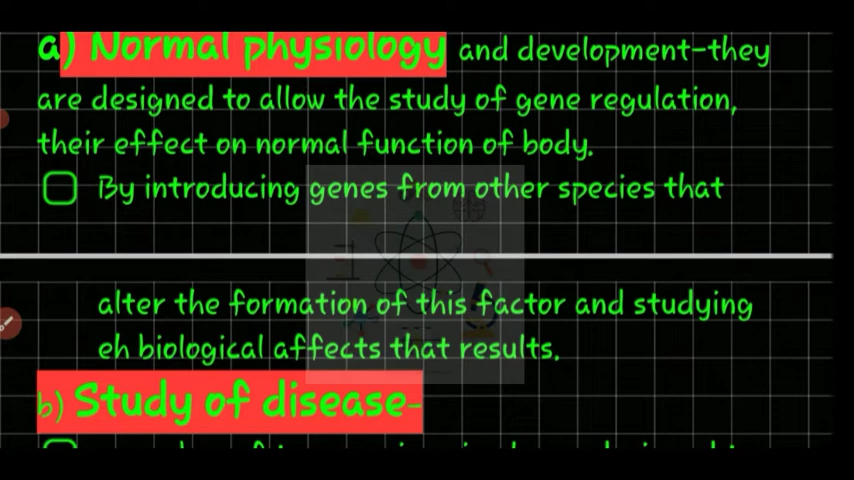 a) Normal physiology and development-they
are designed to allow the study of gene regulation,
their effect on normal function of body.
By introducing genes from other species that
alter the formation of this factor and studying
eh biological affects that results.
b) Study of disease-